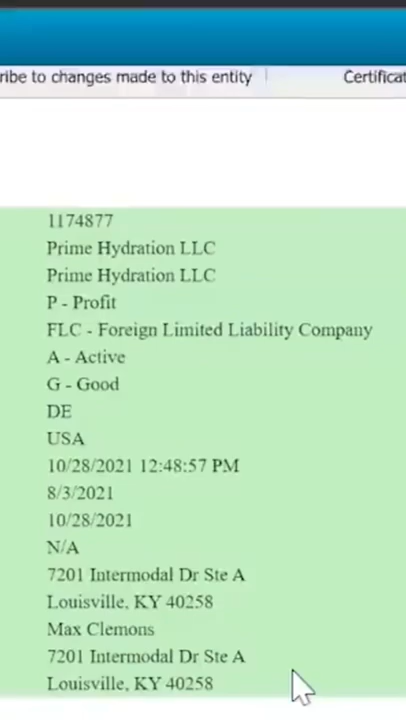 ribe to changes made to this entity
Certificat
1174877
Prime Hydration LLC
Prime Hydration LLC
P - Profit
FLC - Foreign Limited Liability Company
A - Active
G - Good
DE
USA
10/28/2021 12:48:57 PM
8/3/2021
10/28/2021
N/A
7201 Intermodal Dr Ste A
Louisville, KY 40258
Max Clemons
7201 Intermodal Dr Ste A
Louisville, KY 40258